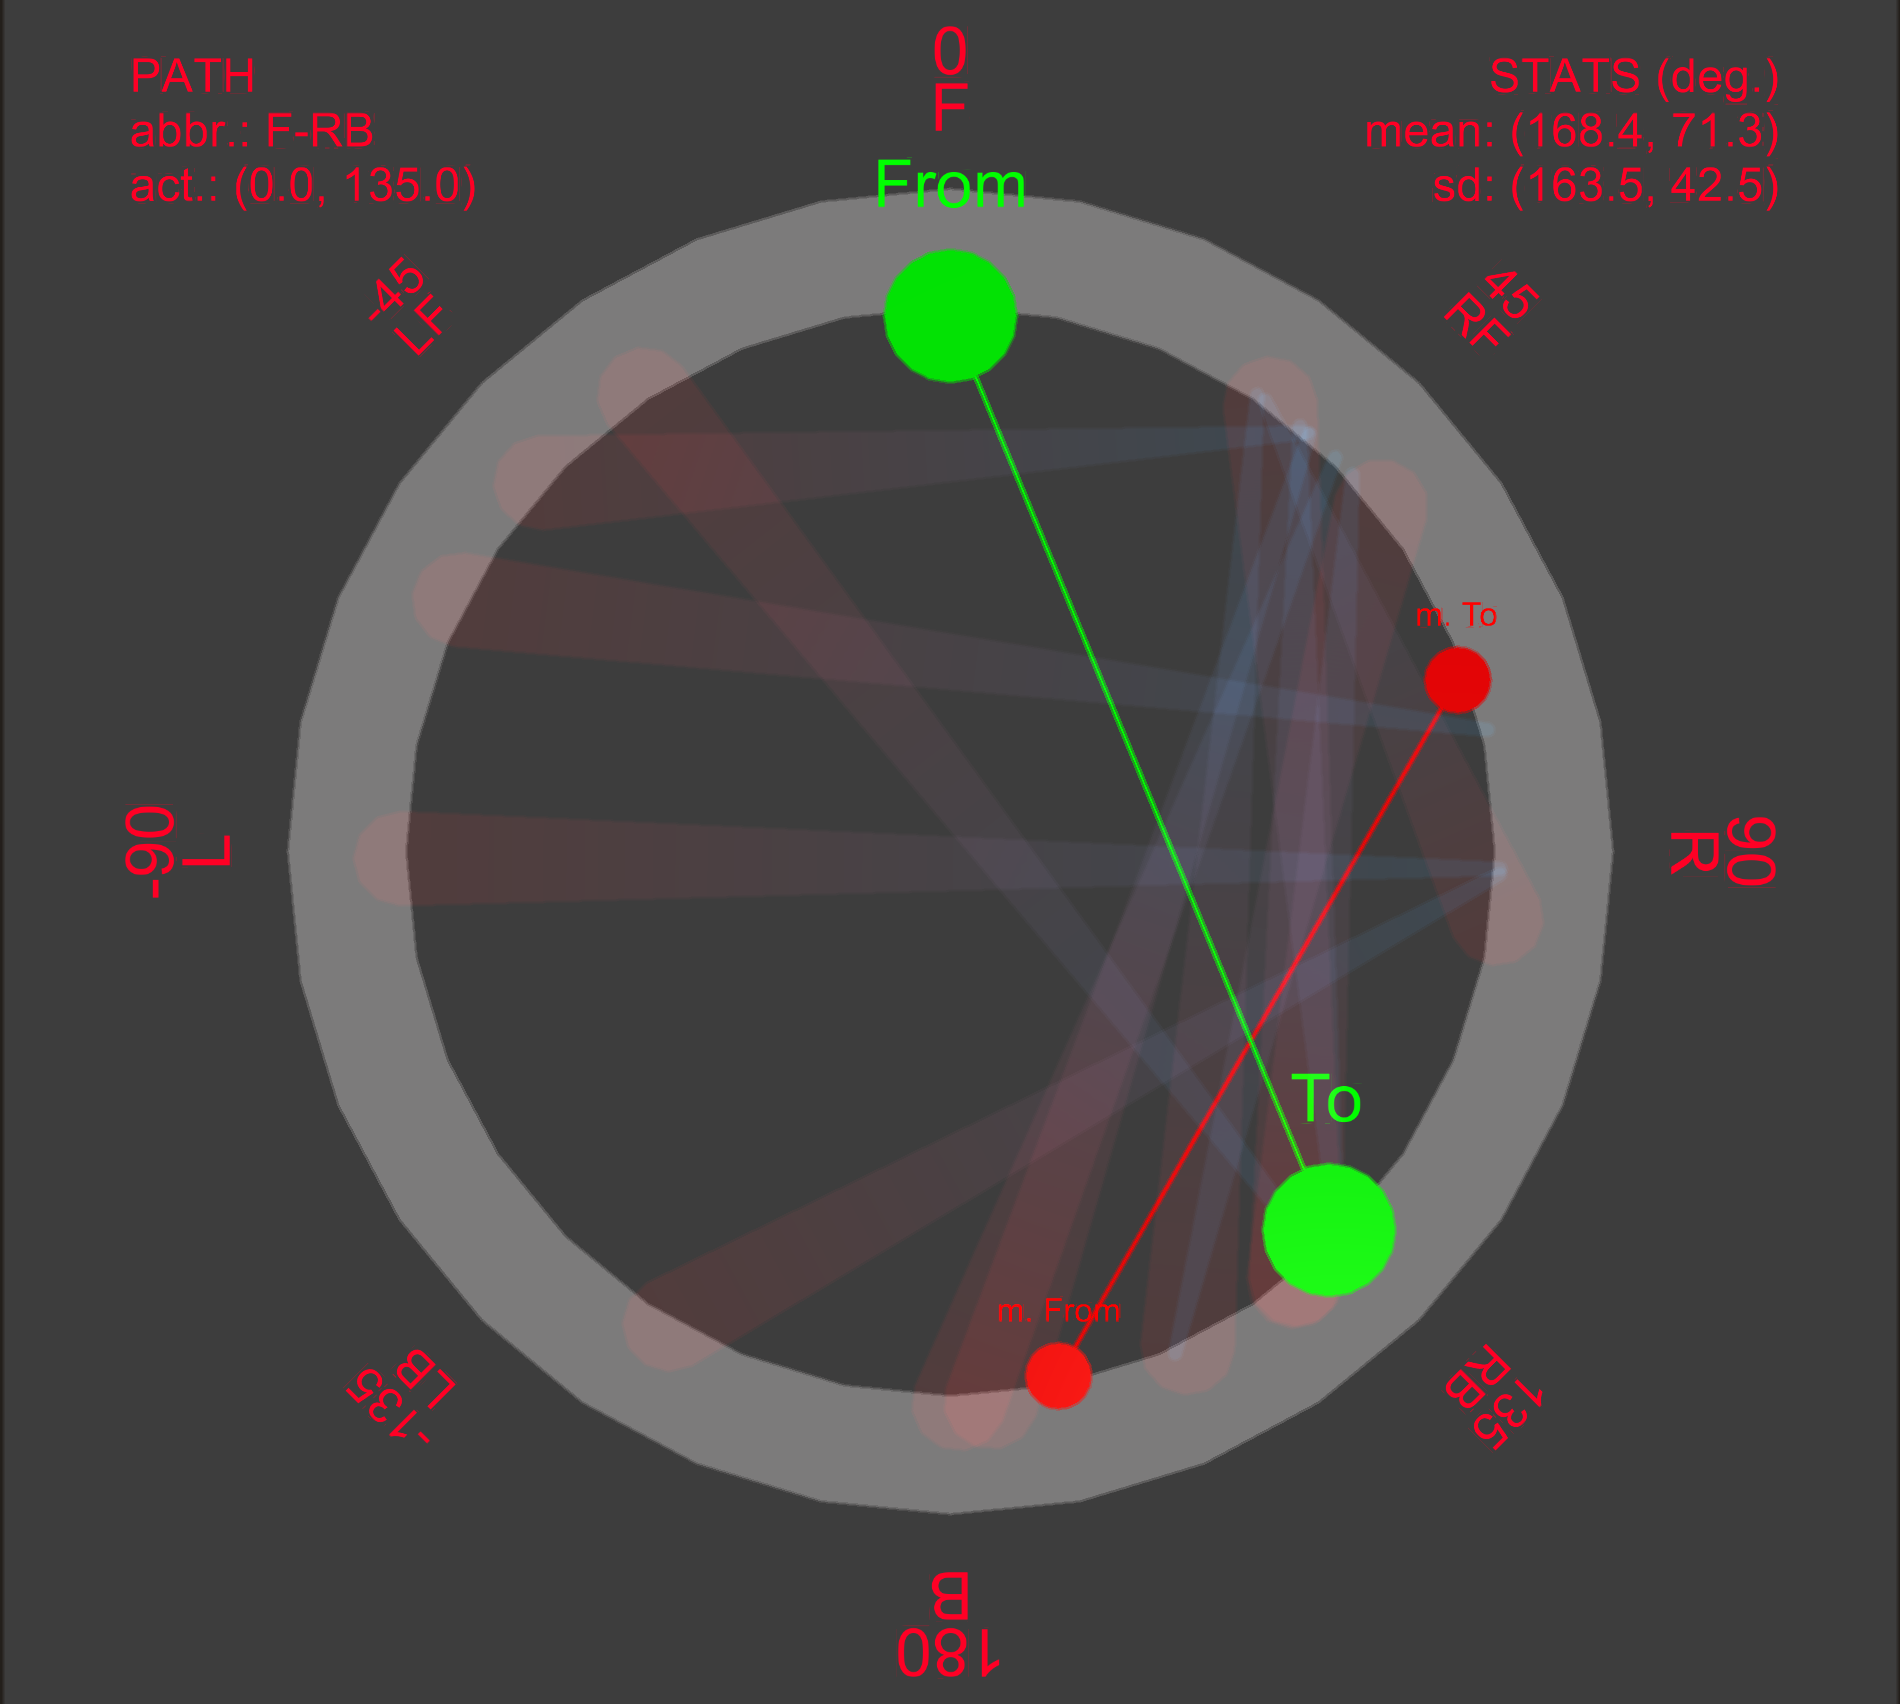 0
F
PATH
abbr.: F-RB
act.: (0.0, 135.0)
STATS (deg.)
mean: (168.4, 71.3)
sd: (163.5, 42.5)
From
-45
LF
45
RF
m. To
-90
L
90
R
To
m. From
LB
-135
RB
135
B
180